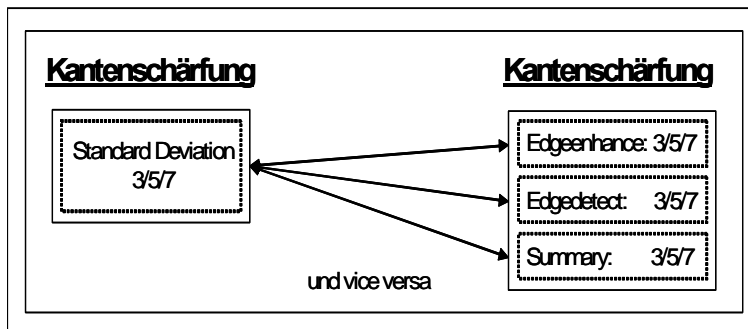 Kantenschärfung
Standard Deviation
3/5/7
Kantenschärfung
Edgeenhance: 3/5/7
Edgedetect: 3/5/7
Summary: 3/5/7
und vice versa